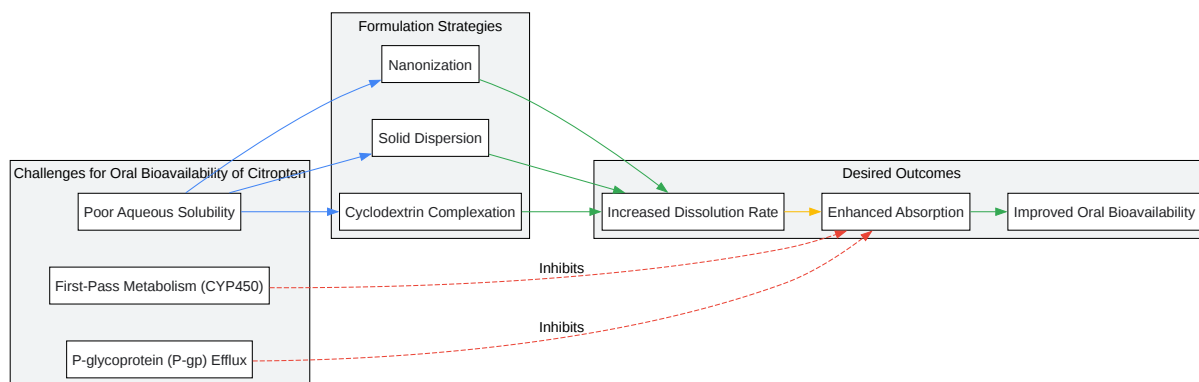 Formulation Strategies
Nanonization
Solid Dispersion
Cyclodextrin Complexation
Challenges for Oral Bioavailability of Citropten
Poor Aqueous Solubility
First-Pass Metabolism (CYP450)
P-glycoprotein (P-gp) Efflux
Desired Outcomes
Increased Dissolution Rate
Enhanced Absorption
Improved Oral Bioavailability
Inhibits
Inhibits